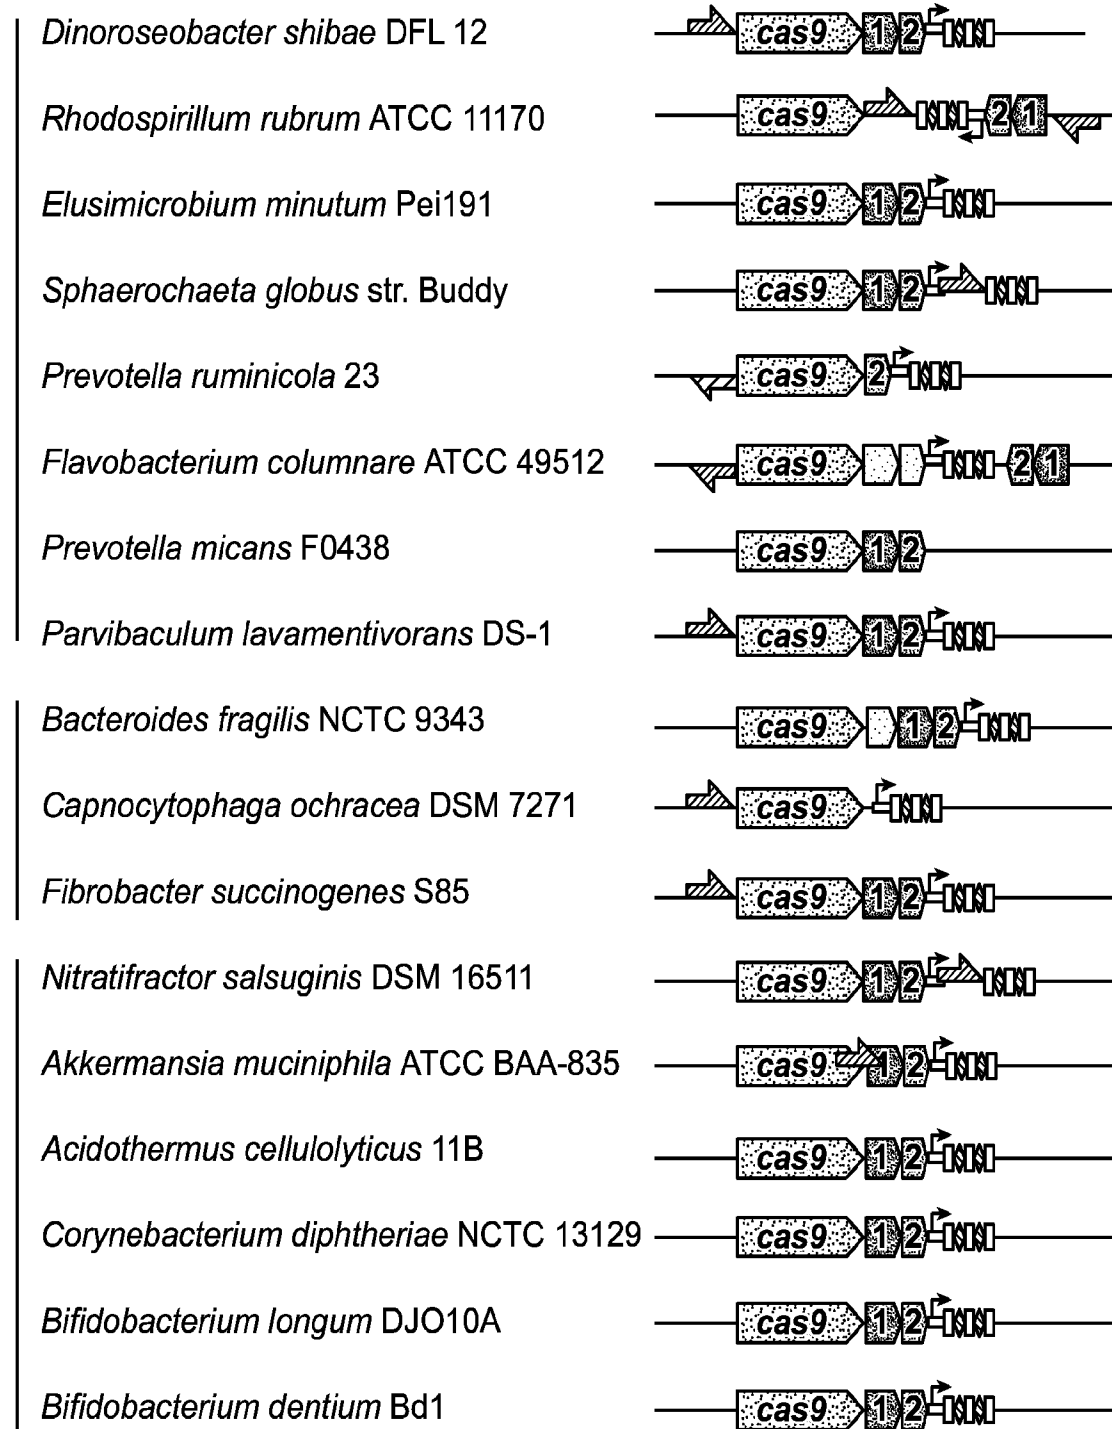 Dinoroseobacter shibae DFL 12 cas9 1 2
Rhodospirillum rubrum ATCC 11170 cas9 2 1
Elusimicrobium minutum Pei191 cas9 1 2
Sphaerochaeta globus str. Buddy cas9 1 2
Prevotella ruminicola 23 cas9 2
Flavobacterium columnare ATCC 49512 cas9 2 1
Prevotella micans F0438 cas9 1 2
Parvibaculum lavamentivorans DS-1 cas9 1 2
Bacteroides fragilis NCTC 9343 cas9 1 2
Capnocytophaga ochracea DSM 7271 cas9
Fibrobacter succinogenes S85 cas9 1 2
Nitratifractor salsuginis DSM 16511 cas9 1 2
Akkermansia muciniphila ATCC BAA-835 cas9 1 2
Acidothermus cellulolyticus 11B cas9 1 2
Corynebacterium diphtheriae NCTC 13129 cas9 1 2
Bifidobacterium longum DJO10A cas9 1 2
Bifidobacterium dentium Bd1 cas9 1 2